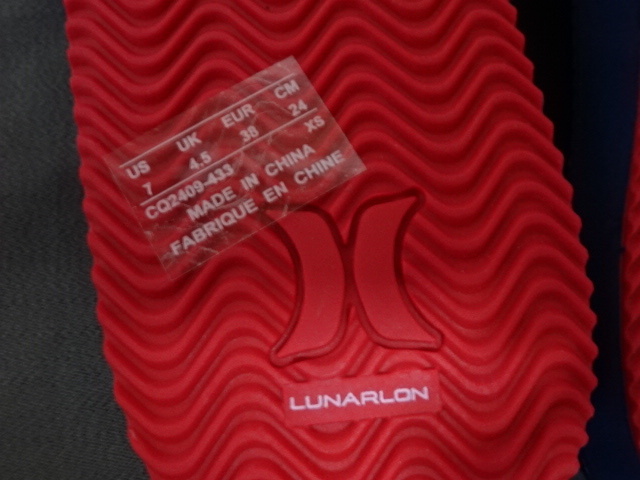 US UK EUR CM
7 4.5 38 24
CQ2409-433 XS
MADE IN CHINA
FABRIQUE EN CHINE
LUNARLON